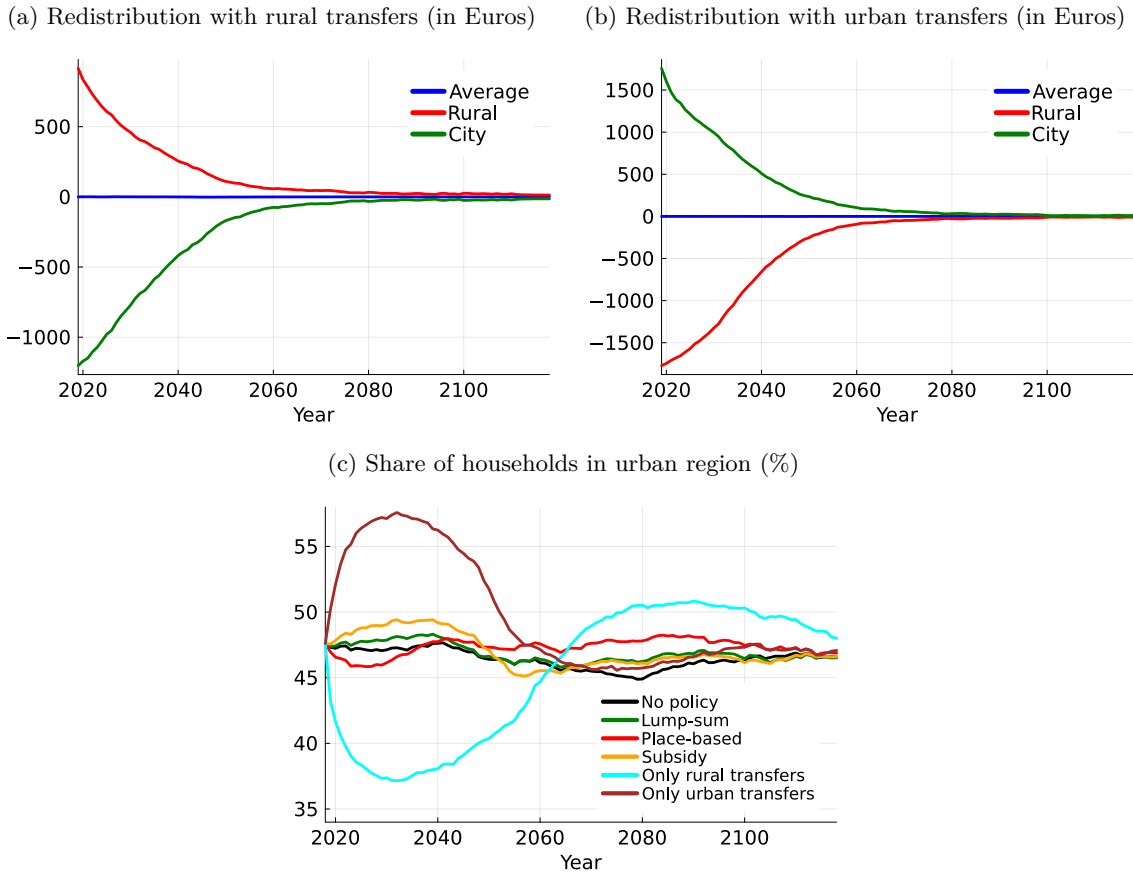 (a) Redistribution with rural transfers (in Euros)
500
0
−500
−1000
2020 2040 2060 2080 2100
Year
Average
Rural
City
(b) Redistribution with urban transfers (in Euros)
1500
1000
500
0
−500
−1000
−1500
2020 2040 2060 2080 2100
Year
Average
Rural
City
(c) Share of households in urban region (%)
55
50
45
40
35
2020 2040 2060 2080 2100
Year
No policy
Lump-sum
Place-based
Subsidy
Only rural transfers
Only urban transfers